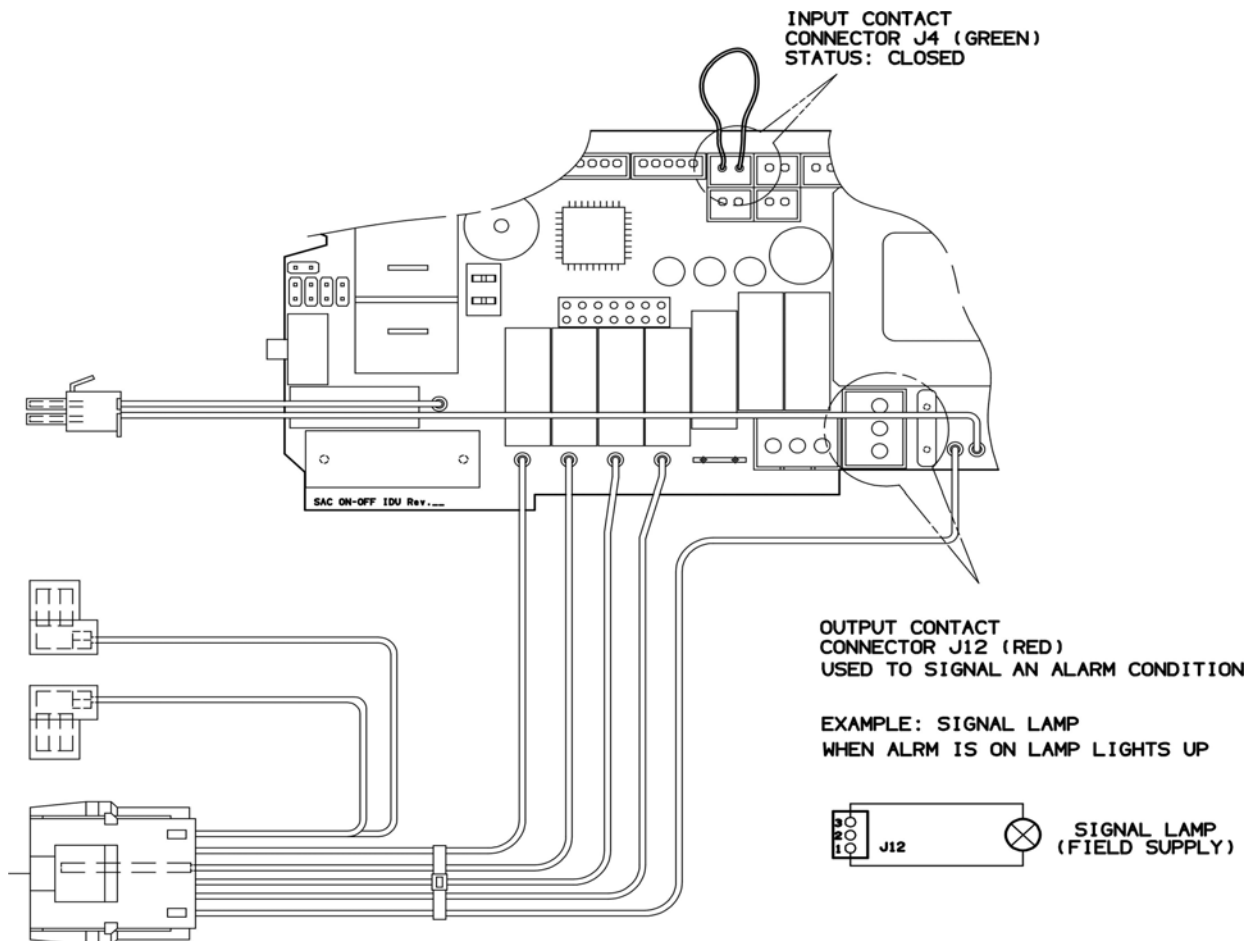 INPUT CONTACT
CONNECTOR J4 (GREEN)
STATUS: CLOSED
SAC ON-OFF IDU Rev.__
OUTPUT CONTACT
CONNECTOR J12 (RED)
USED TO SIGNAL AN ALARM CONDITION
EXAMPLE: SIGNAL LAMP
WHEN ALRM IS ON LAMP LIGHTS UP
3
2
1
J12
SIGNAL LAMP
(FIELD SUPPLY)